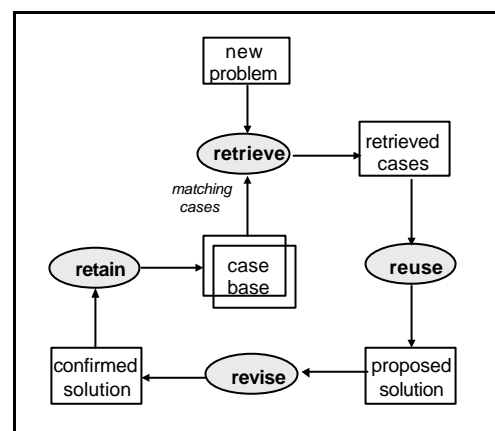 new
problem
retrieve
retrieved
cases
matching
cases
retain
case
base
reuse
confirmed
solution
revise
proposed
solution